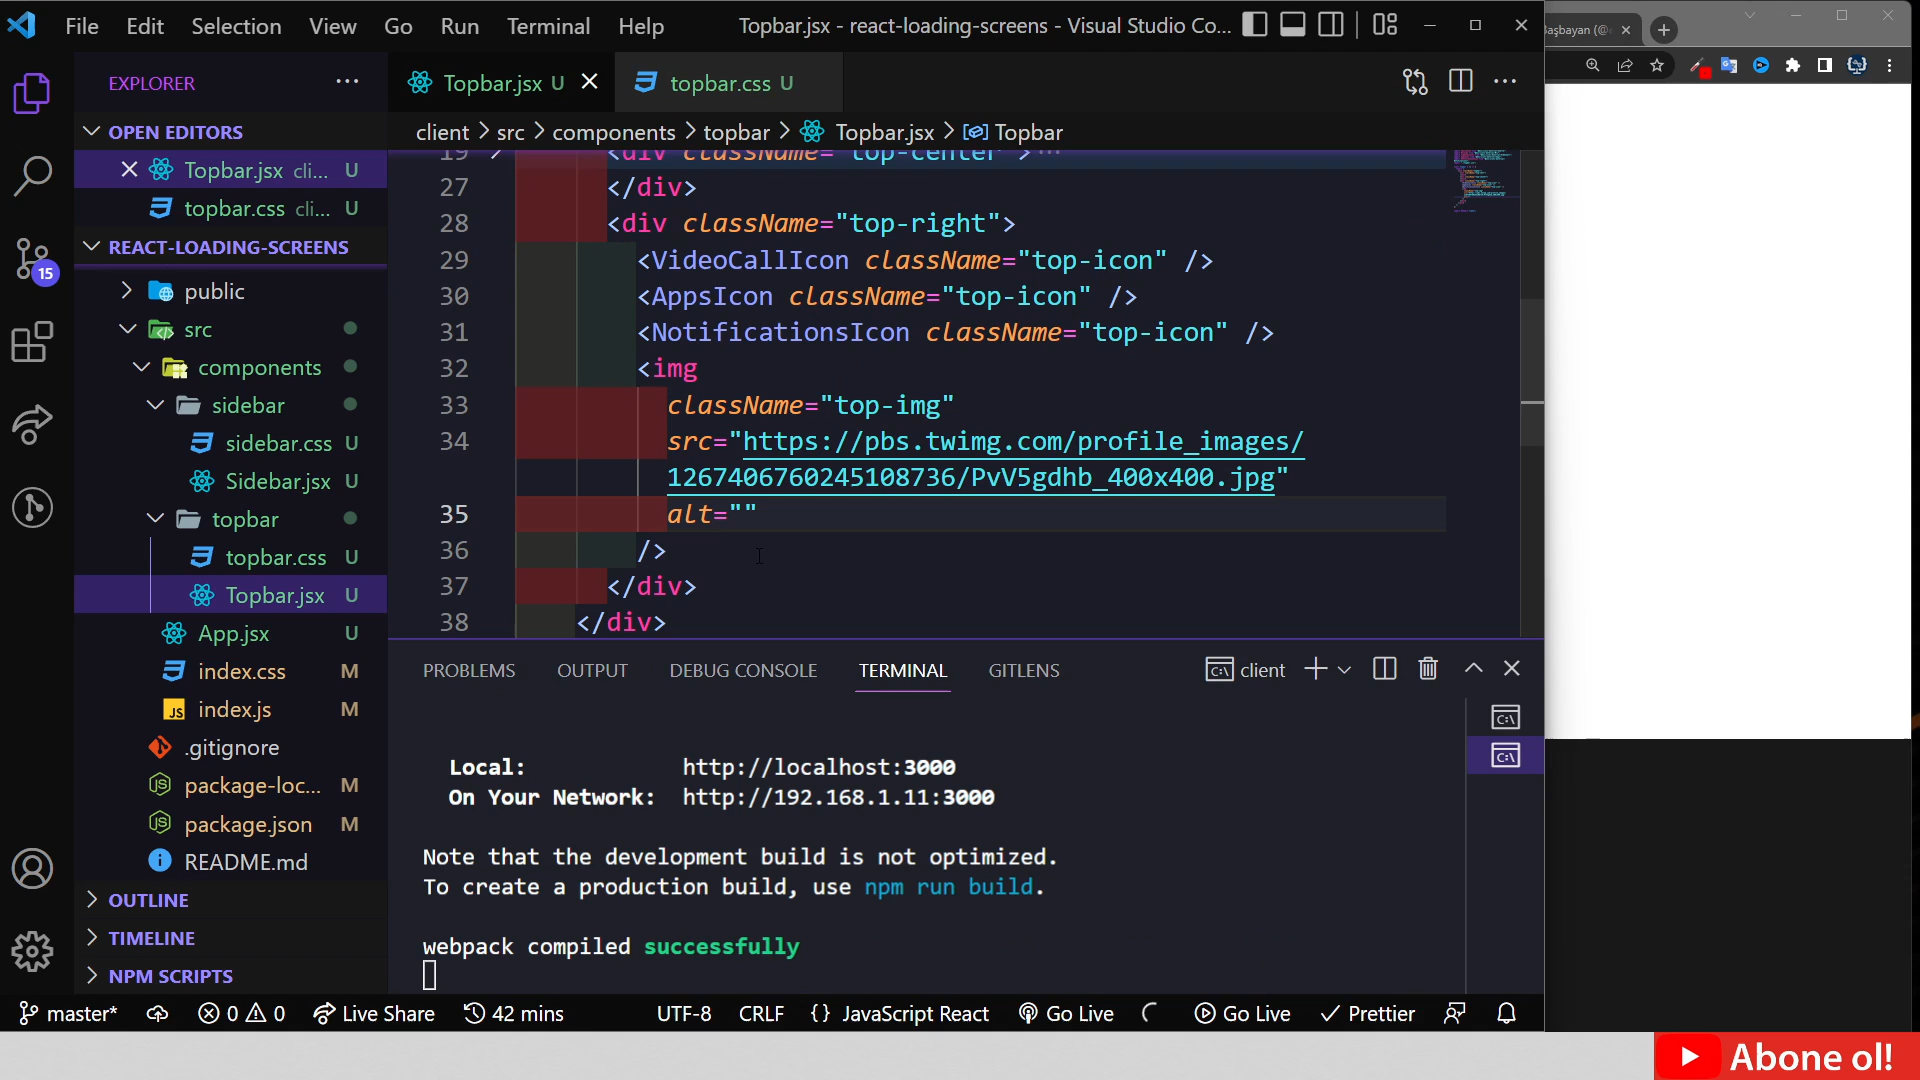 File Edit Selection View Go Run Terminal Help Topbar.jsx - react-loading-screens - Visual Studio Co...
EXPLORER
OPEN EDITORS
Topbar.jsx cli... U
topbar.css cli... U
REACT-LOADING-SCREENS
public
src
components
sidebar
sidebar.css U
Sidebar.jsx U
topbar
topbar.css U
Topbar.jsx U
App.jsx U
index.css M
index.js M
.gitignore
package-loc... M
package.json M
README.md
OUTLINE
TIMELINE
NPM SCRIPTS
15
Topbar.jsx U topbar.css U
client > src > components > topbar > Topbar.jsx > Topbar
19 <div className="top-center">...
27 </div>
28 <div className="top-right">
29 <VideoCallIcon className="top-icon" />
30 <AppsIcon className="top-icon" />
31 <NotificationsIcon className="top-icon" />
32 <img
33 className="top-img"
34 src="https://pbs.twimg.com/profile_images/
1267406760245108736/PvV5gdhb_400x400.jpg"
35 alt=""
36 />
37 </div>
38 </div>
PROBLEMS OUTPUT DEBUG CONSOLE TERMINAL GITLENS client
Local: http://localhost:3000
On Your Network: http://192.168.1.11:3000
Note that the development build is not optimized.
To create a production build, use npm run build.
webpack compiled successfully
master* 0 0 Live Share 42 mins UTF-8 CRLF {} JavaScript React Go Live Go Live Prettier
Abone ol!